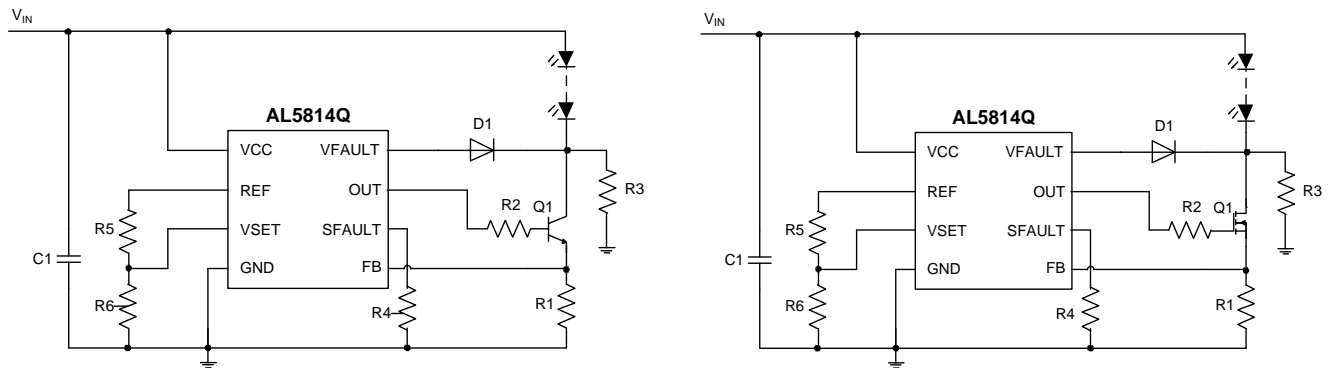 VIN
AL5814Q
D1
VCC
VFAULT
REF
OUT
R3
R2
Q1
R5
VSET
SFAULT
C1
GND
FB
R6
R4
R1
VIN
AL5814Q
D1
VCC
VFAULT
REF
OUT
R3
R2
Q1
R5
VSET
SFAULT
C1
GND
FB
R6
R4
R1